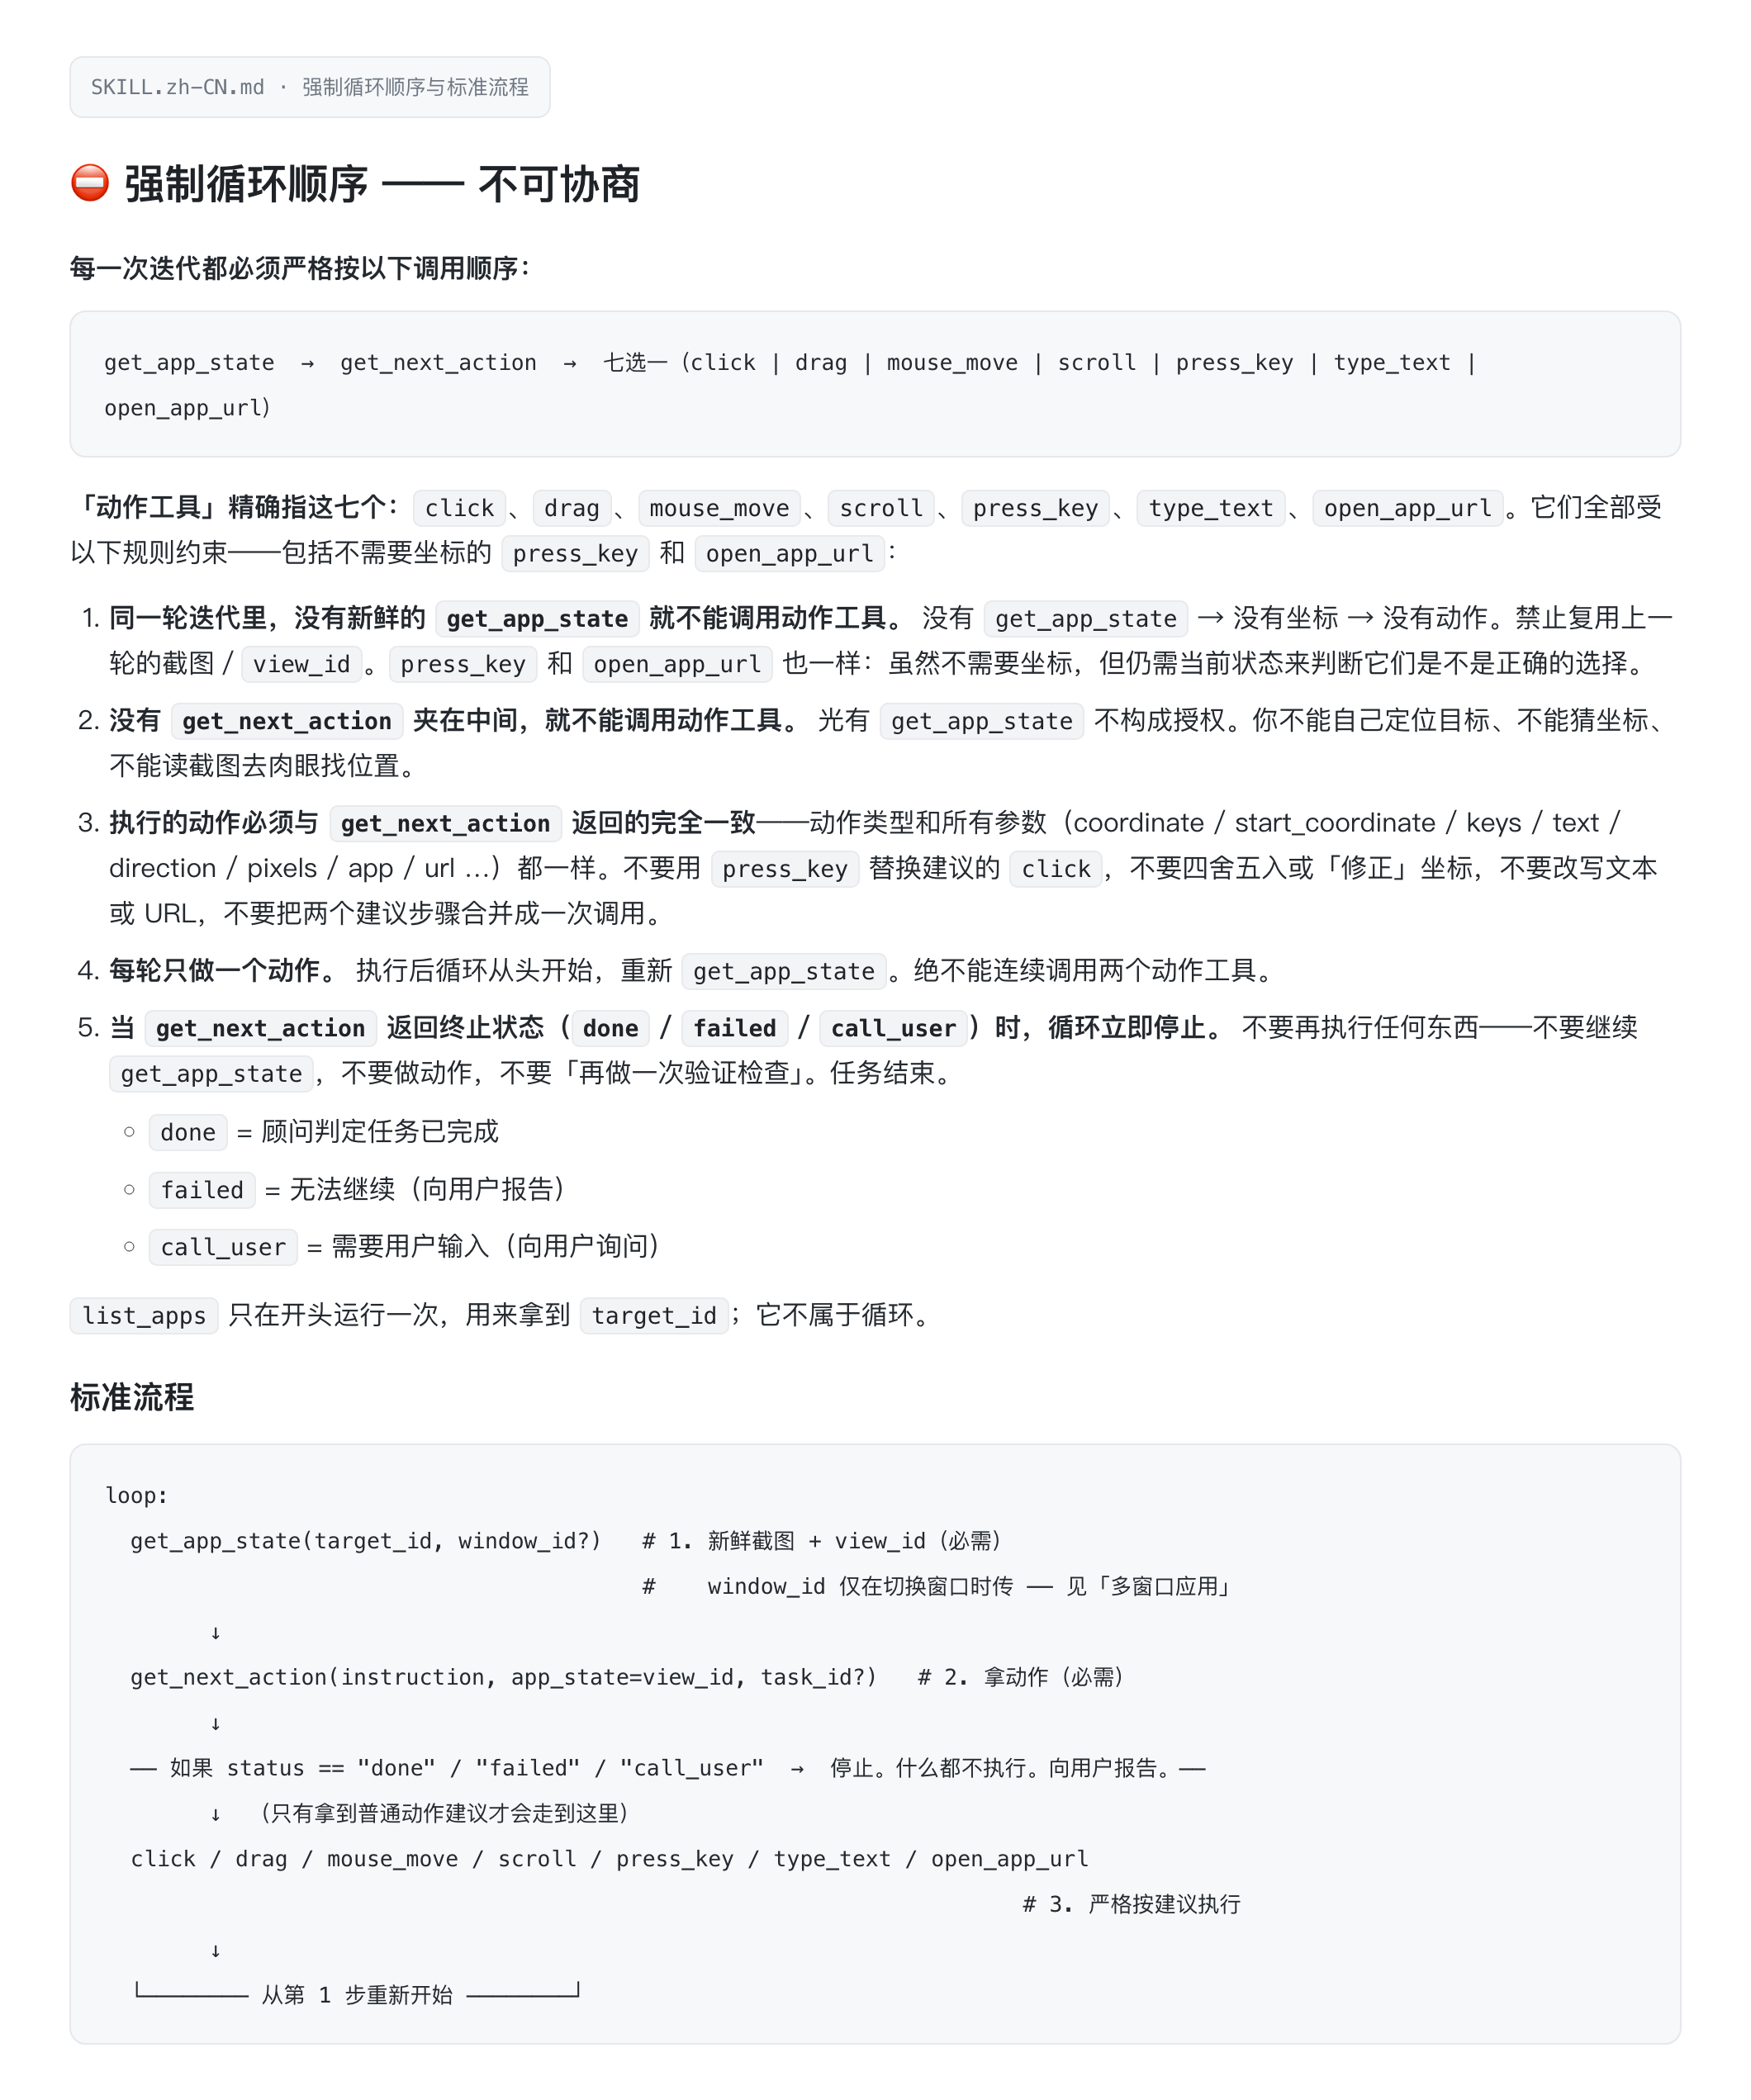 SKILL.zh-CN.md · 强制循环顺序与标准流程
⛔ 强制循环顺序 —— 不可协商
每一次迭代都必须严格按以下调用顺序：
get_app_state  →  get_next_action  →  七选一（click | drag | mouse_move | scroll | press_key | type_text |
open_app_url）
「动作工具」精确指这七个：click、drag、mouse_move、scroll、press_key、type_text、open_app_url。它们全部受
以下规则约束——包括不需要坐标的 press_key 和 open_app_url：
1. 同一轮迭代里，没有新鲜的 get_app_state 就不能调用动作工具。 没有 get_app_state → 没有坐标 → 没有动作。禁止复用上一
轮的截图 / view_id。press_key 和 open_app_url 也一样：虽然不需要坐标，但仍需当前状态来判断它们是不是正确的选择。
2. 没有 get_next_action 夹在中间，就不能调用动作工具。 光有 get_app_state 不构成授权。你不能自己定位目标、不能猜坐标、
不能读截图去肉眼找位置。
3. 执行的动作必须与 get_next_action 返回的完全一致——动作类型和所有参数（coordinate / start_coordinate / keys / text /
direction / pixels / app / url ...）都一样。不要用 press_key 替换建议的 click，不要四舍五入或「修正」坐标，不要改写文本
或 URL，不要把两个建议步骤合并成一次调用。
4. 每轮只做一个动作。 执行后循环从头开始，重新 get_app_state。绝不能连续调用两个动作工具。
5. 当 get_next_action 返回终止状态（done / failed / call_user）时，循环立即停止。 不要再执行任何东西——不要继续
get_app_state，不要做动作，不要「再做一次验证检查」。任务结束。
○ done = 顾问判定任务已完成
○ failed = 无法继续（向用户报告）
○ call_user = 需要用户输入（向用户询问）
list_apps 只在开头运行一次，用来拿到 target_id；它不属于循环。
标准流程
loop:
get_app_state(target_id, window_id?)   # 1. 新鲜截图 + view_id（必需）
#    window_id 仅在切换窗口时传 —— 见「多窗口应用」
↓
get_next_action(instruction, app_state=view_id, task_id?)   # 2. 拿动作（必需）
↓
—— 如果 status == "done" / "failed" / "call_user"  →  停止。什么都不执行。向用户报告。——
↓  （只有拿到普通动作建议才会走到这里）
click / drag / mouse_move / scroll / press_key / type_text / open_app_url
# 3. 严格按建议执行
↓
└──────── 从第 1 步重新开始 ────────┘